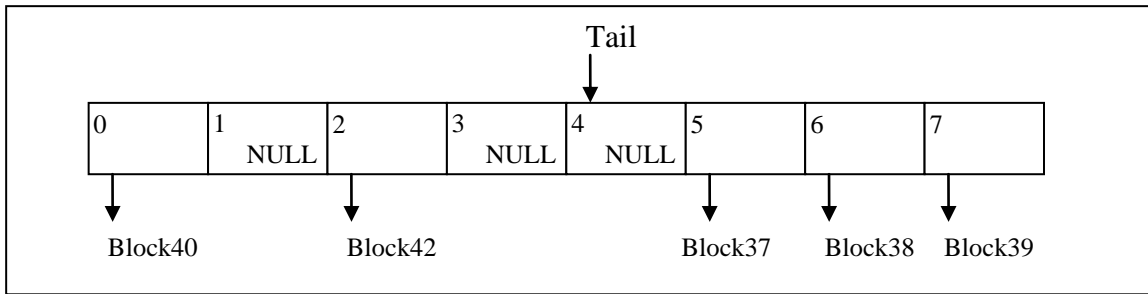 Tail
0 1 2 3 4 5 6 7
NULL NULL NULL
Block40 Block42 Block37 Block38 Block39